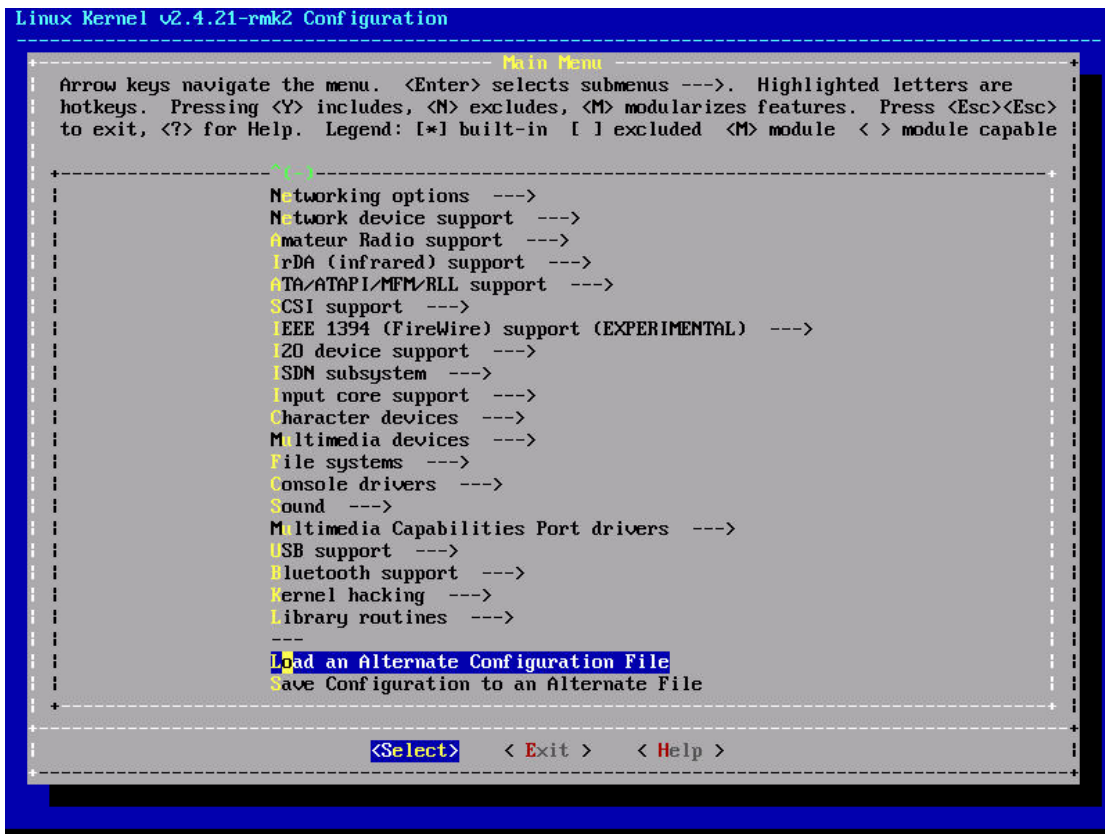 Linux Kernel v2.4.21-rmk2 Configuration
Main Menu
Arrow keys navigate the menu.  <Enter> selects submenus --->.  Highlighted letters are
hotkeys.  Pressing <Y> includes, <N> excludes, <M> modularizes features.  Press <Esc><Esc>
to exit, <?> for Help.  Legend: [*] built-in  [ ] excluded  <M> module  < > module capable
^(-)
Networking options  --->
Network device support  --->
Amateur Radio support  --->
IrDA (infrared) support  --->
ATA/ATAPI/MFM/RLL support  --->
SCSI support  --->
IEEE 1394 (FireWire) support (EXPERIMENTAL)  --->
I2O device support  --->
ISDN subsystem  --->
Input core support  --->
Character devices  --->
Multimedia devices  --->
File systems  --->
Console drivers  --->
Sound  --->
Multimedia Capabilities Port drivers  --->
USB support  --->
Bluetooth support  --->
Kernel hacking  --->
Library routines  --->
---
Load an Alternate Configuration File
Save Configuration to an Alternate File
<Select>    < Exit >    < Help >